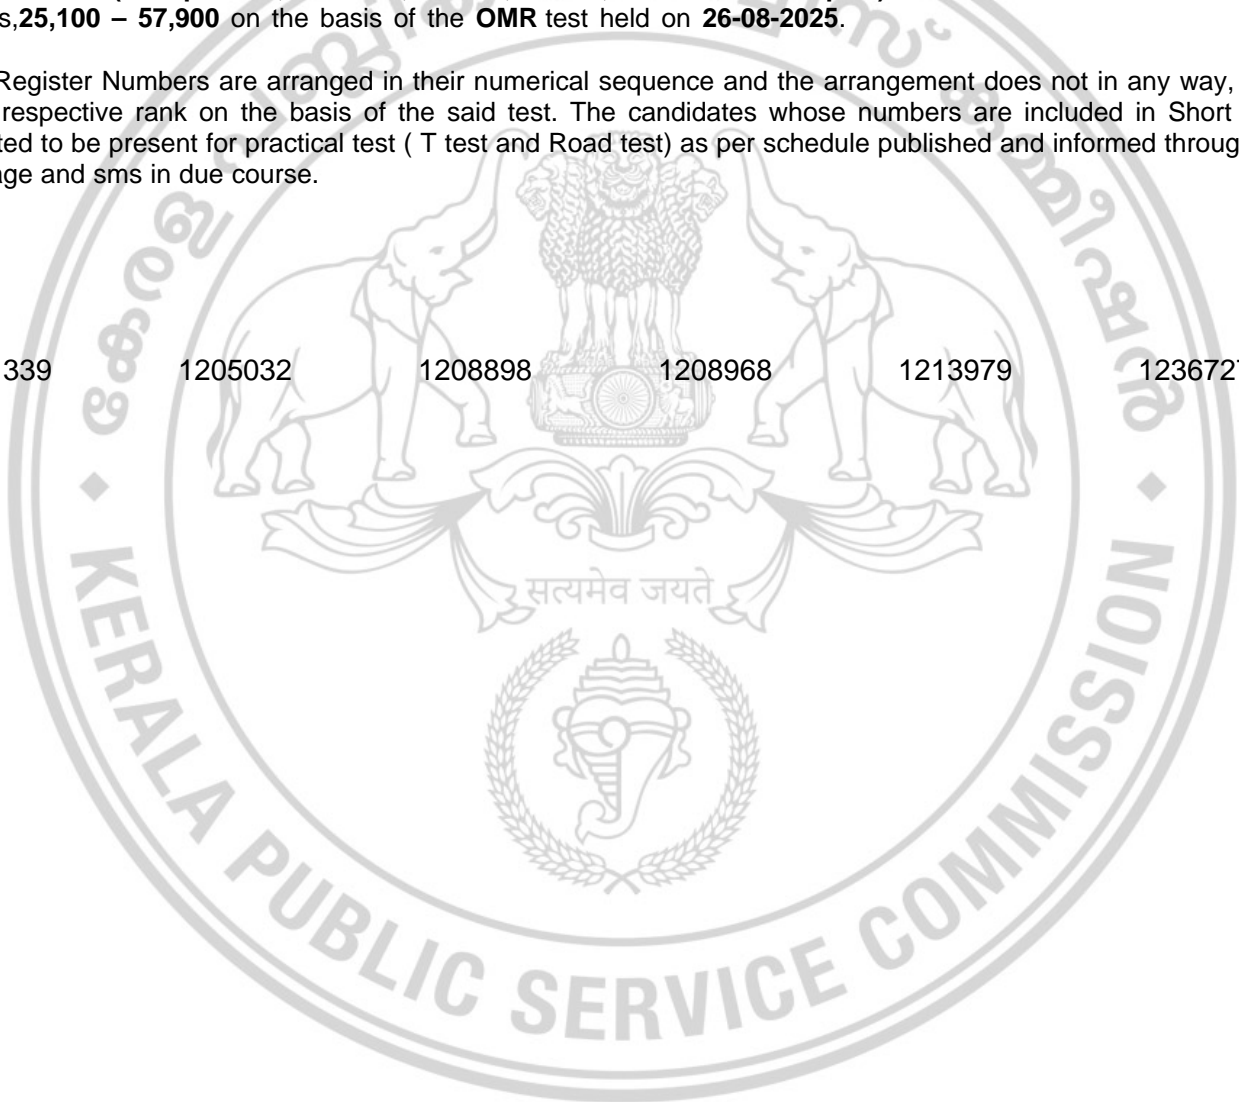 s,25,100 – 57,900 on the basis of the OMR test held on 26-08-2025.
Register Numbers are arranged in their numerical sequence and the arrangement does not in any way,
respective rank on the basis of the said test. The candidates whose numbers are included in Short
ted to be present for practical test ( T test and Road test) as per schedule published and informed throug
age and sms in due course.
339 1205032 1208898 1208968 1213979 1236727
सत्यमेव जयते
KERALA PUBLIC SERVICE COMMISSION